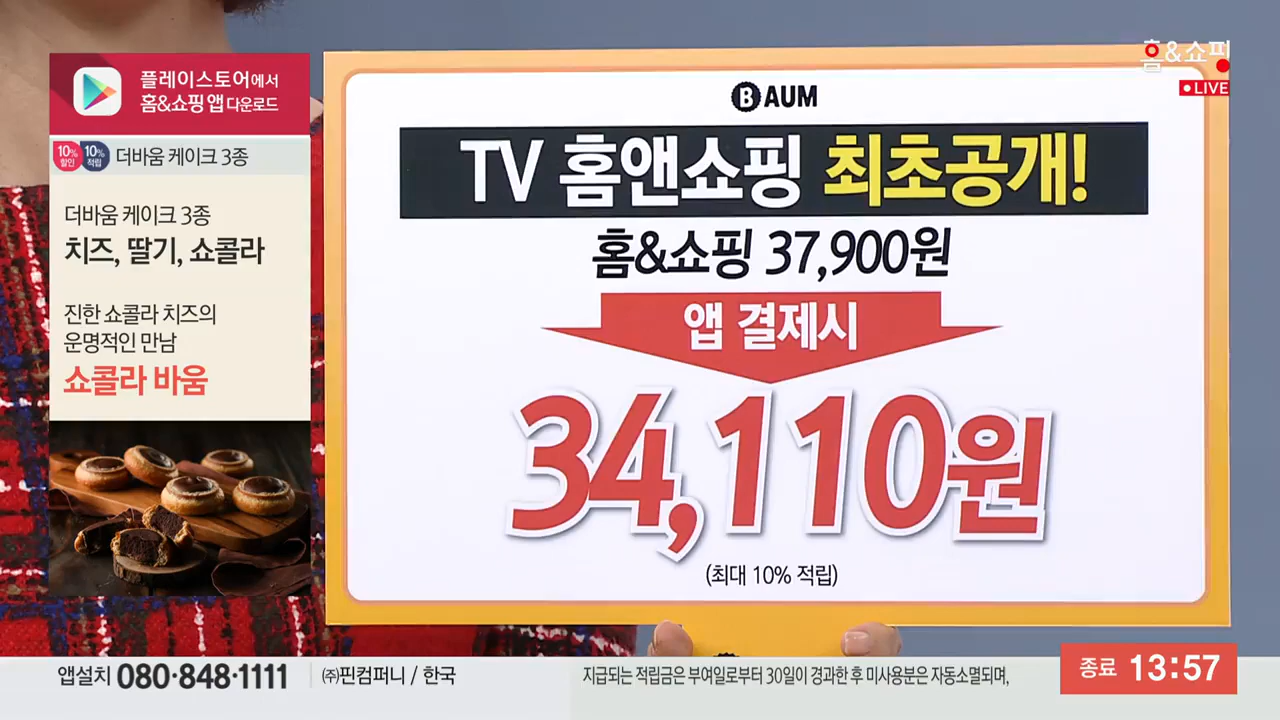 플레이스토어에서
홈&쇼핑 앱 다운로드
10% 할인
10% 적립
더바움 케이크 3종
더바움 케이크 3종
치즈, 딸기, 쇼콜라
진한 쇼콜라 치즈의
운명적인 만남
쇼콜라 바움
홈&쇼핑
LIVE
B AUM
TV 홈앤쇼핑 최초공개!
홈&쇼핑 37,900원
앱 결제시
34,110원
(최대 10% 적립)
앱설치 080·848·1111
㈜핀컴퍼니 / 한국
지급되는 적립금은 부여일로부터 30일이 경과한 후 미사용분은 자동소멸되며,
종료 13:57